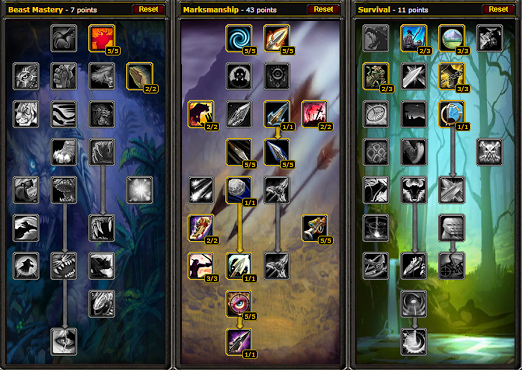 Beast Mastery - 7 points Reset
Marksmanship - 43 points Reset
Survival - 11 points Reset
5/5 5/5 5/5 2/3 3/3
2/2 2/3 3/3
2/2 1/1 2/2 1/1
5/5 5/5
1/1
2/2 5/5
3/3 1/1
5/5
1/1